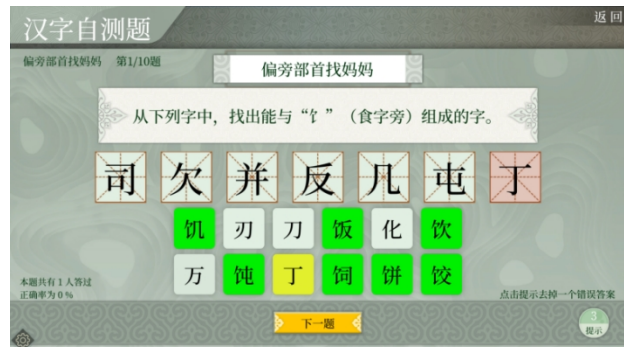 汉字自测题
返回
偏旁部首找妈妈 第1/10题
偏旁部首找妈妈
从下列字中，找出能与“饣”（食字旁）组成的字。
司 欠 并 反 几 屯 丁
饥 刃 刀 饭 化 饮
万 饨 丁 饲 饼 饺
本题共有1人答过
正确率为0%
点击提示去掉一个错误答案
下一题
3
提示